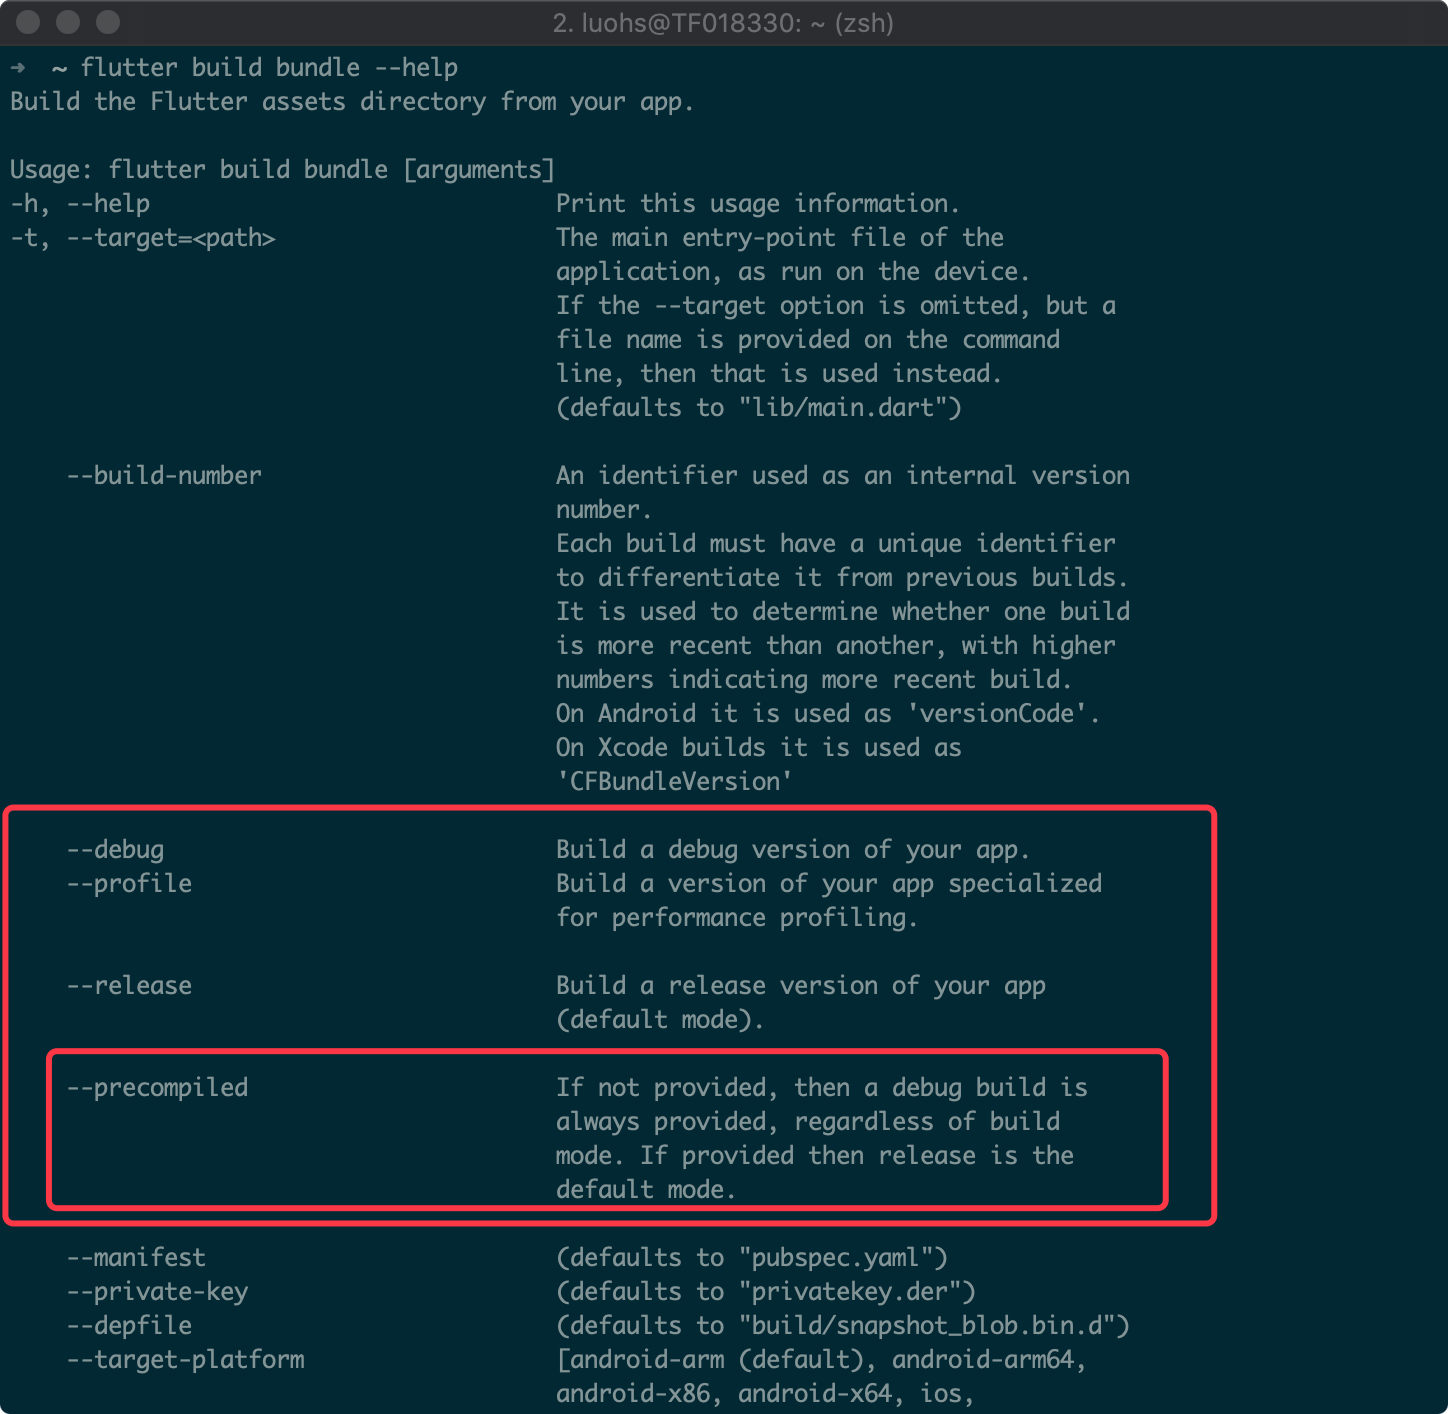 2. luohs@TF018330: ~ (zsh)
➜  ~ flutter build bundle --help
Build the Flutter assets directory from your app.
Usage: flutter build bundle [arguments]
-h, --help                             Print this usage information.
-t, --target=<path>                    The main entry-point file of the
                                       application, as run on the device.
                                       If the --target option is omitted, but a
                                       file name is provided on the command
                                       line, then that is used instead.
                                       (defaults to "lib/main.dart")
    --build-number                     An identifier used as an internal version
                                       number.
                                       Each build must have a unique identifier
                                       to differentiate it from previous builds.
                                       It is used to determine whether one build
                                       is more recent than another, with higher
                                       numbers indicating more recent build.
                                       On Android it is used as 'versionCode'.
                                       On Xcode builds it is used as
                                       'CFBundleVersion'
    --debug                            Build a debug version of your app.
    --profile                          Build a version of your app specialized
                                       for performance profiling.
    --release                          Build a release version of your app
                                       (default mode).
    --precompiled                      If not provided, then a debug build is
                                       always provided, regardless of build
                                       mode. If provided then release is the
                                       default mode.
    --manifest                         (defaults to "pubspec.yaml")
    --private-key                      (defaults to "privatekey.der")
    --depfile                          (defaults to "build/snapshot_blob.bin.d")
    --target-platform                  [android-arm (default), android-arm64,
                                       android-x86, android-x64, ios,